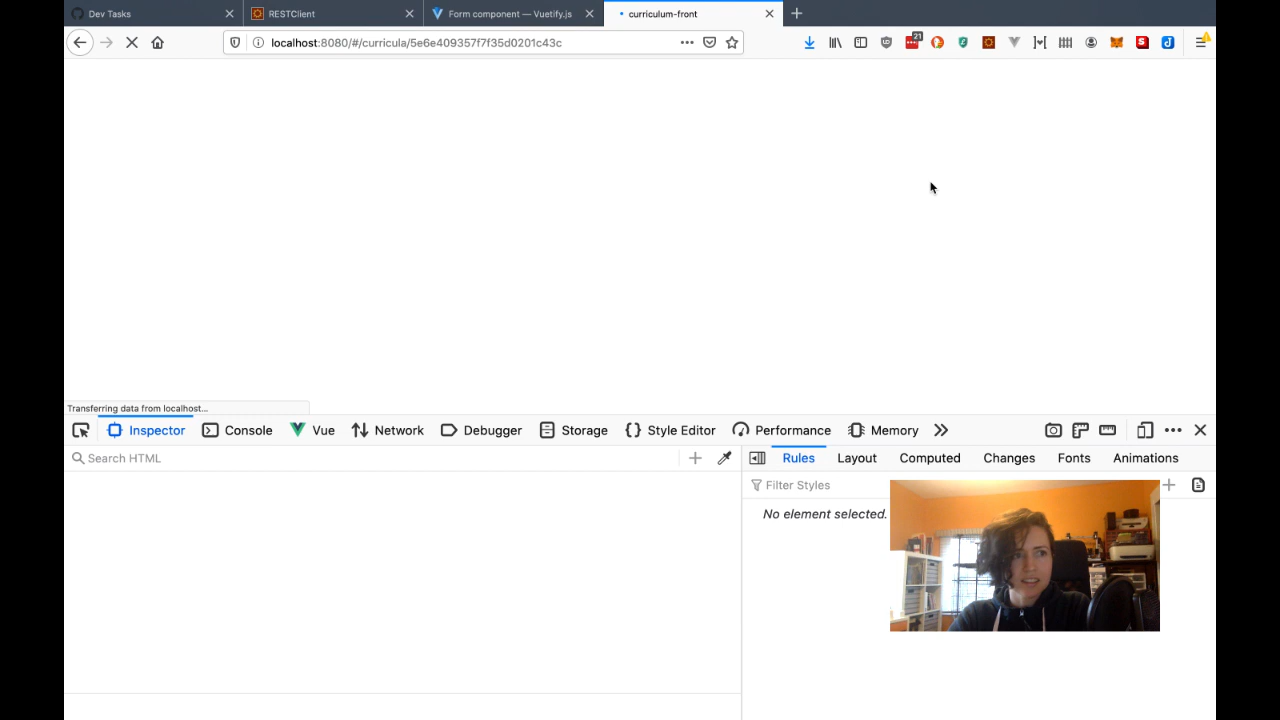 Dev Tasks
RESTClient
Form component — Vuetify.js
curriculum-front
localhost:8080/#/curricula/5e6e409357f7f35d0201c43c
21
Transferring data from localhost...
Inspector
Console
Vue
Network
Debugger
Storage
Style Editor
Performance
Memory
Search HTML
Rules
Layout
Computed
Changes
Fonts
Animations
Filter Styles
No element selected.